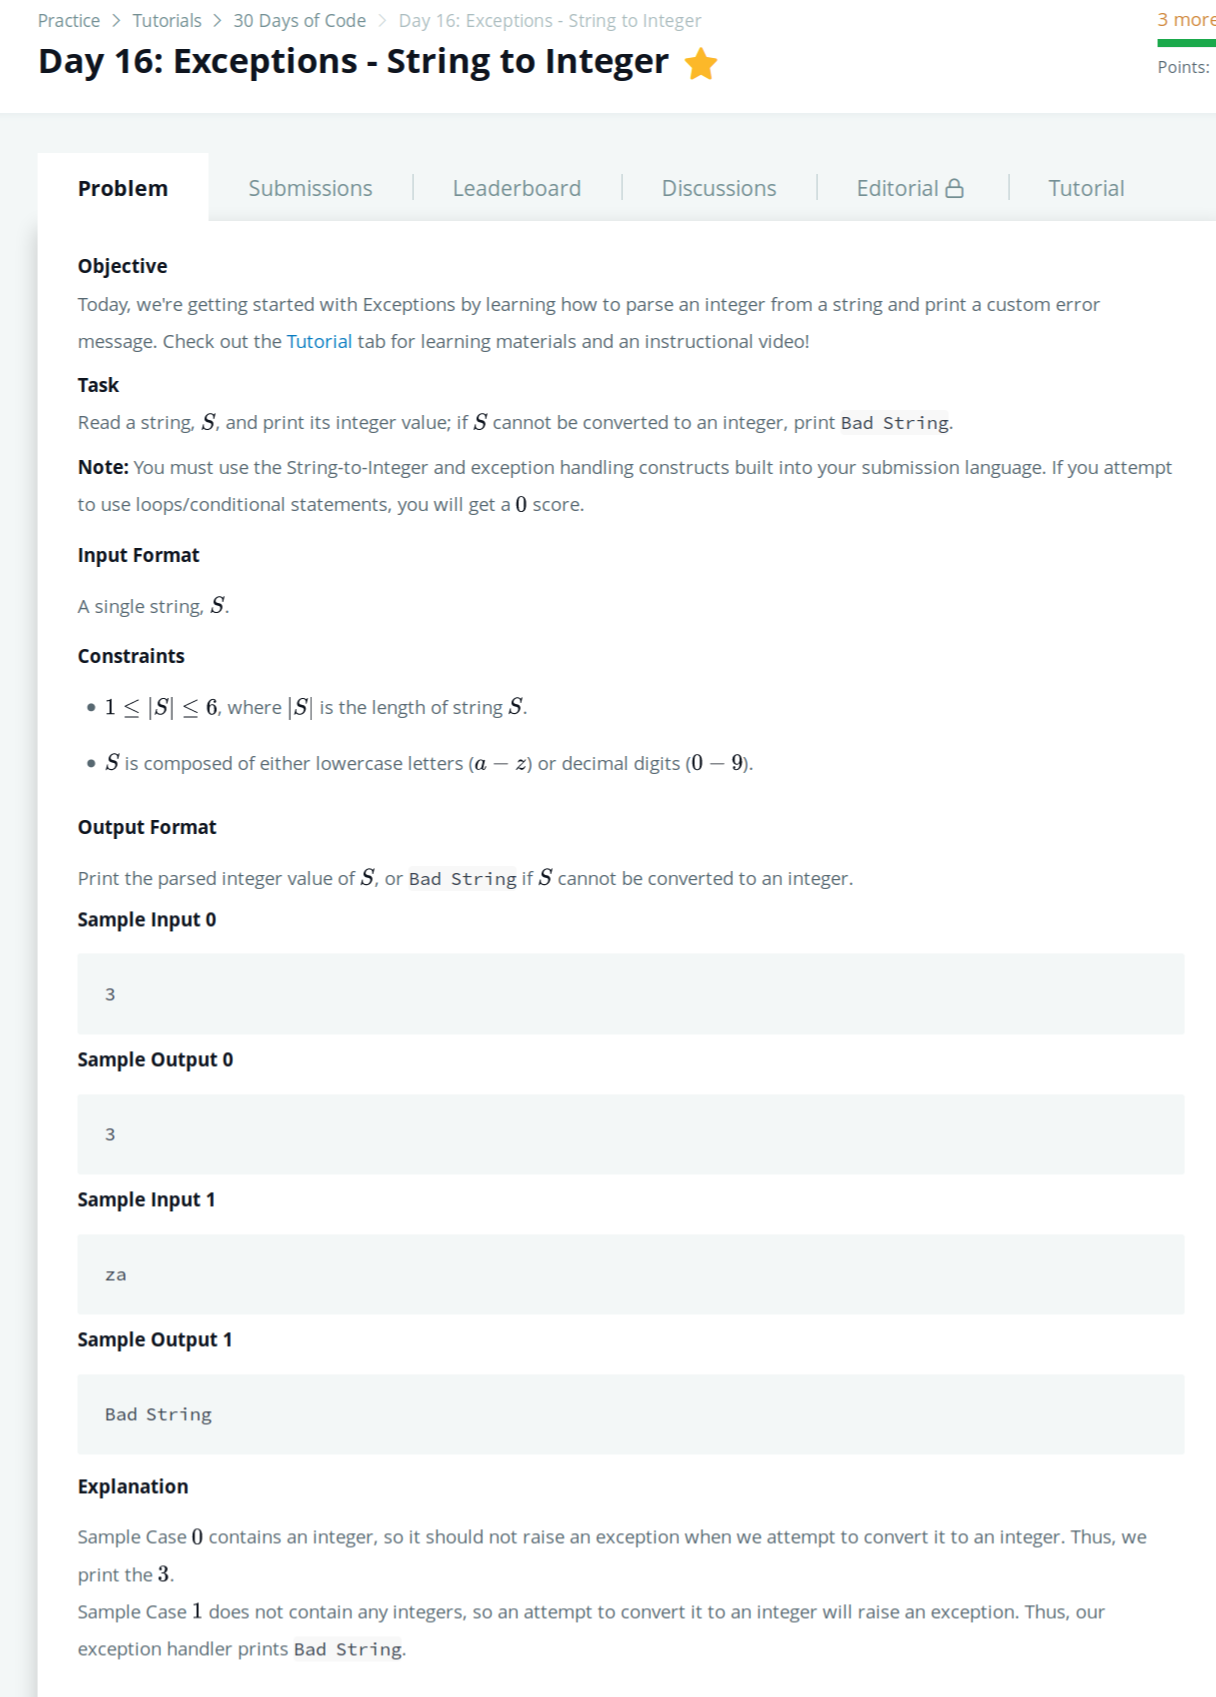 Practice > Tutorials > 30 Days of Code > Day 16: Exceptions - String to Integer
3 more
Day 16: Exceptions - String to Integer
Points:
Problem
Submissions
Leaderboard
Discussions
Editorial
Tutorial
Objective
Today, we're getting started with Exceptions by learning how to parse an integer from a string and print a custom error
message. Check out the Tutorial tab for learning materials and an instructional video!
Task
Read a string, S, and print its integer value; if S cannot be converted to an integer, print Bad String.
Note: You must use the String-to-Integer and exception handling constructs built into your submission language. If you attempt
to use loops/conditional statements, you will get a 0 score.
Input Format
A single string, S.
Constraints
• 1 ≤ |S| ≤ 6, where |S| is the length of string S.
• S is composed of either lowercase letters (a − z) or decimal digits (0 − 9).
Output Format
Print the parsed integer value of S, or Bad String if S cannot be converted to an integer.
Sample Input 0
3
Sample Output 0
3
Sample Input 1
za
Sample Output 1
Bad String
Explanation
Sample Case 0 contains an integer, so it should not raise an exception when we attempt to convert it to an integer. Thus, we
print the 3.
Sample Case 1 does not contain any integers, so an attempt to convert it to an integer will raise an exception. Thus, our
exception handler prints Bad String.